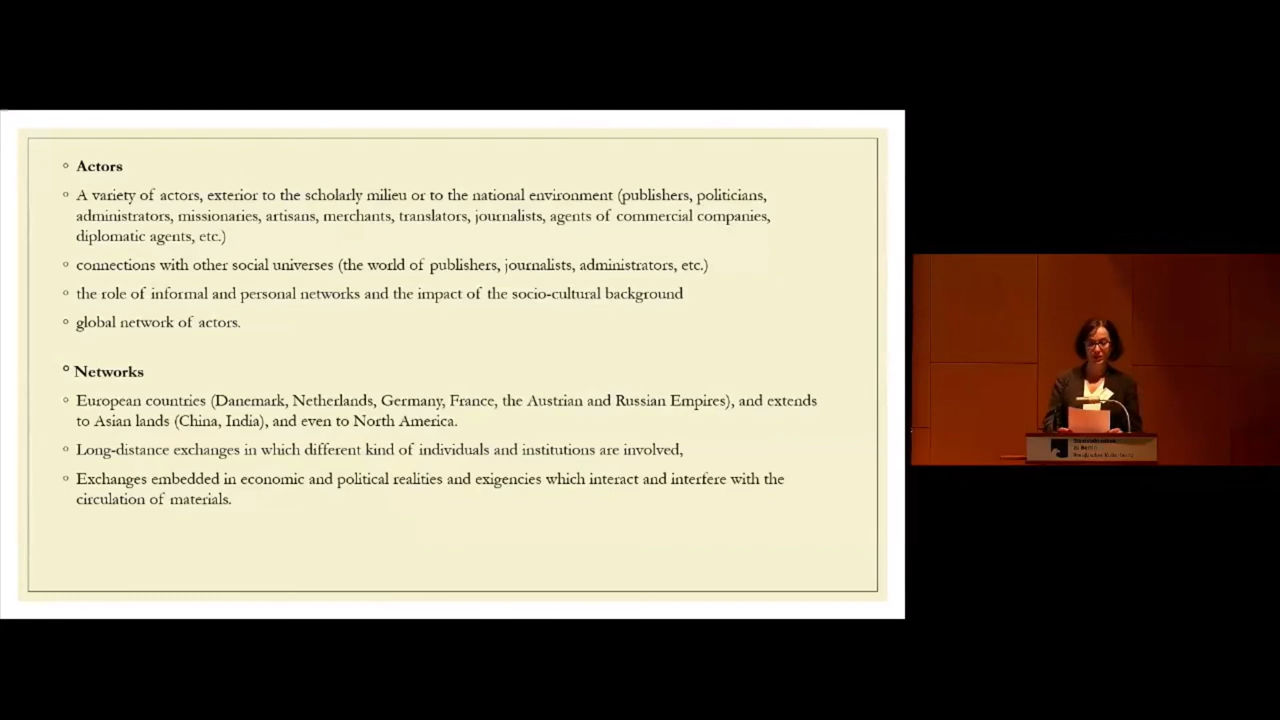 Actors
A variety of actors, exterior to the scholarly milieu or to the national environment (publishers, politicians,
administrators, missionaries, artisans, merchants, translators, journalists, agents of commercial companies,
diplomatic agents, etc.)
connections with other social universes (the world of publishers, journalists, administrators, etc.)
the role of informal and personal networks and the impact of the socio-cultural background
global network of actors.
Networks
European countries (Danemark, Netherlands, Germany, France, the Austrian and Russian Empires), and extends
to Asian lands (China, India), and even to North America.
Long-distance exchanges in which different kind of individuals and institutions are involved,
Exchanges embedded in economic and political realities and exigencies which interact and interfere with the
circulation of materials.